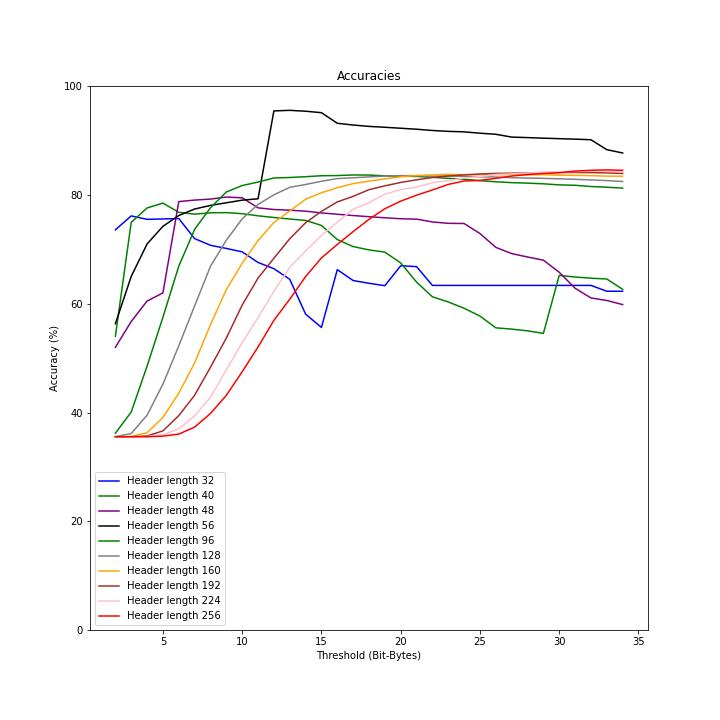 Accuracies
100
80
60
40
20
0
Accuracy (%)
Header length 32
Header length 40
Header length 48
Header length 56
Header length 96
Header length 128
Header length 160
Header length 192
Header length 224
Header length 256
5 10 15 20 25 30 35
Threshold (Bit-Bytes)